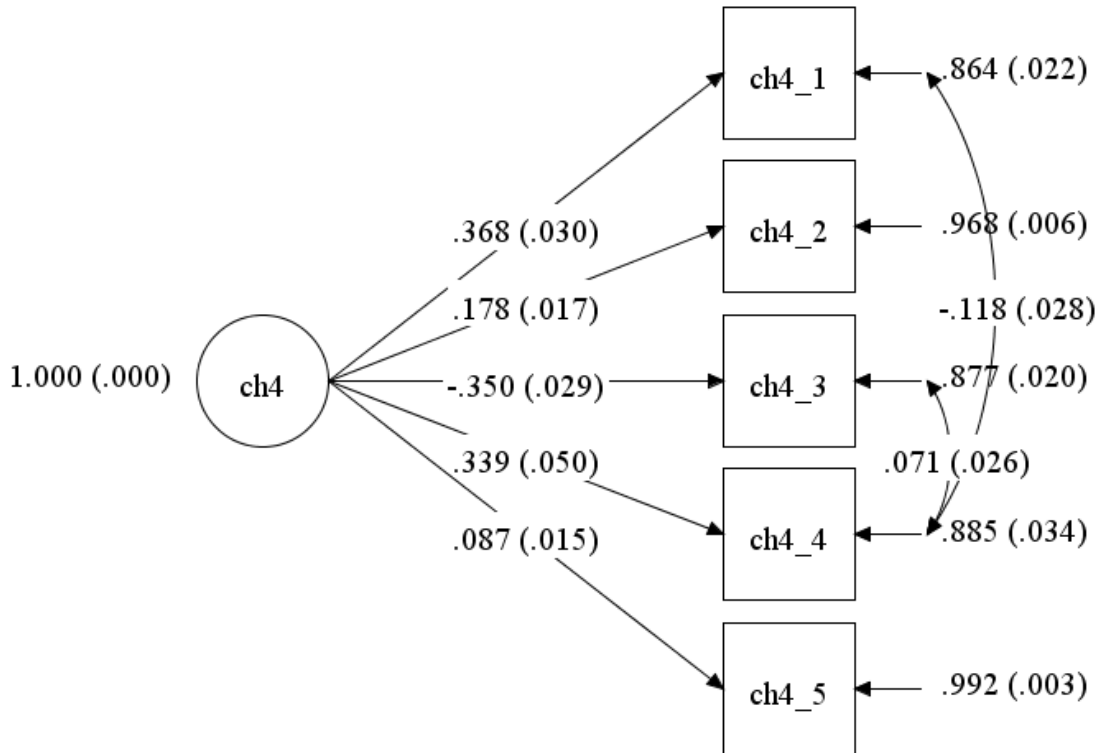 ch4_1
.864 (.022)
.368 (.030)
ch4_2
.968 (.006)
.178 (.017)
-.118 (.028)
1.000 (.000)
ch4
-.350 (.029)
ch4_3
.877 (.020)
.339 (.050)
.071 (.026)
.087 (.015)
ch4_4
.885 (.034)
ch4_5
.992 (.003)